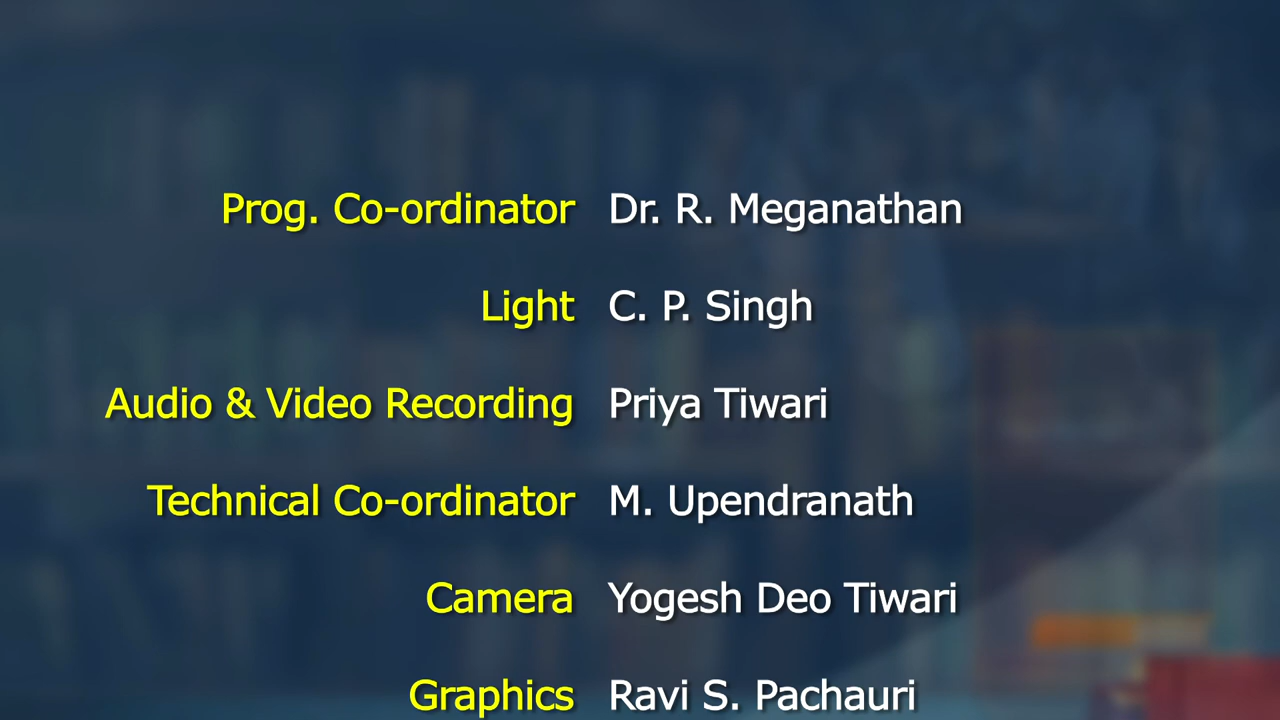 Prog. Co-ordinator Dr. R. Meganathan
Light C. P. Singh
Audio & Video Recording Priya Tiwari
Technical Co-ordinator M. Upendranath
Camera Yogesh Deo Tiwari
Graphics Ravi S. Pachauri